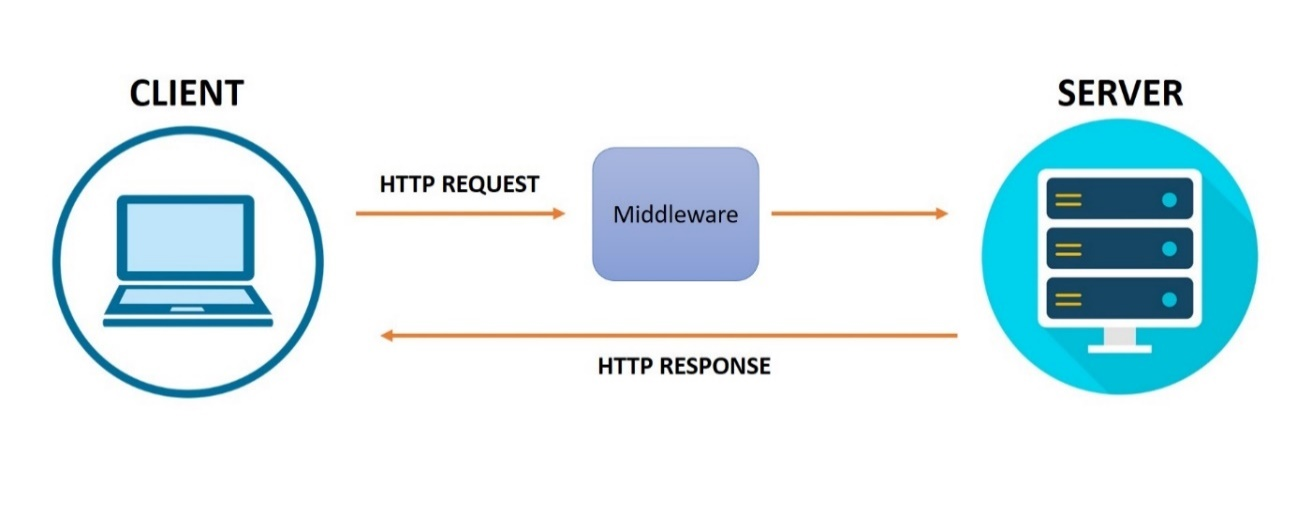 CLIENT
SERVER
HTTP REQUEST
Middleware
HTTP RESPONSE